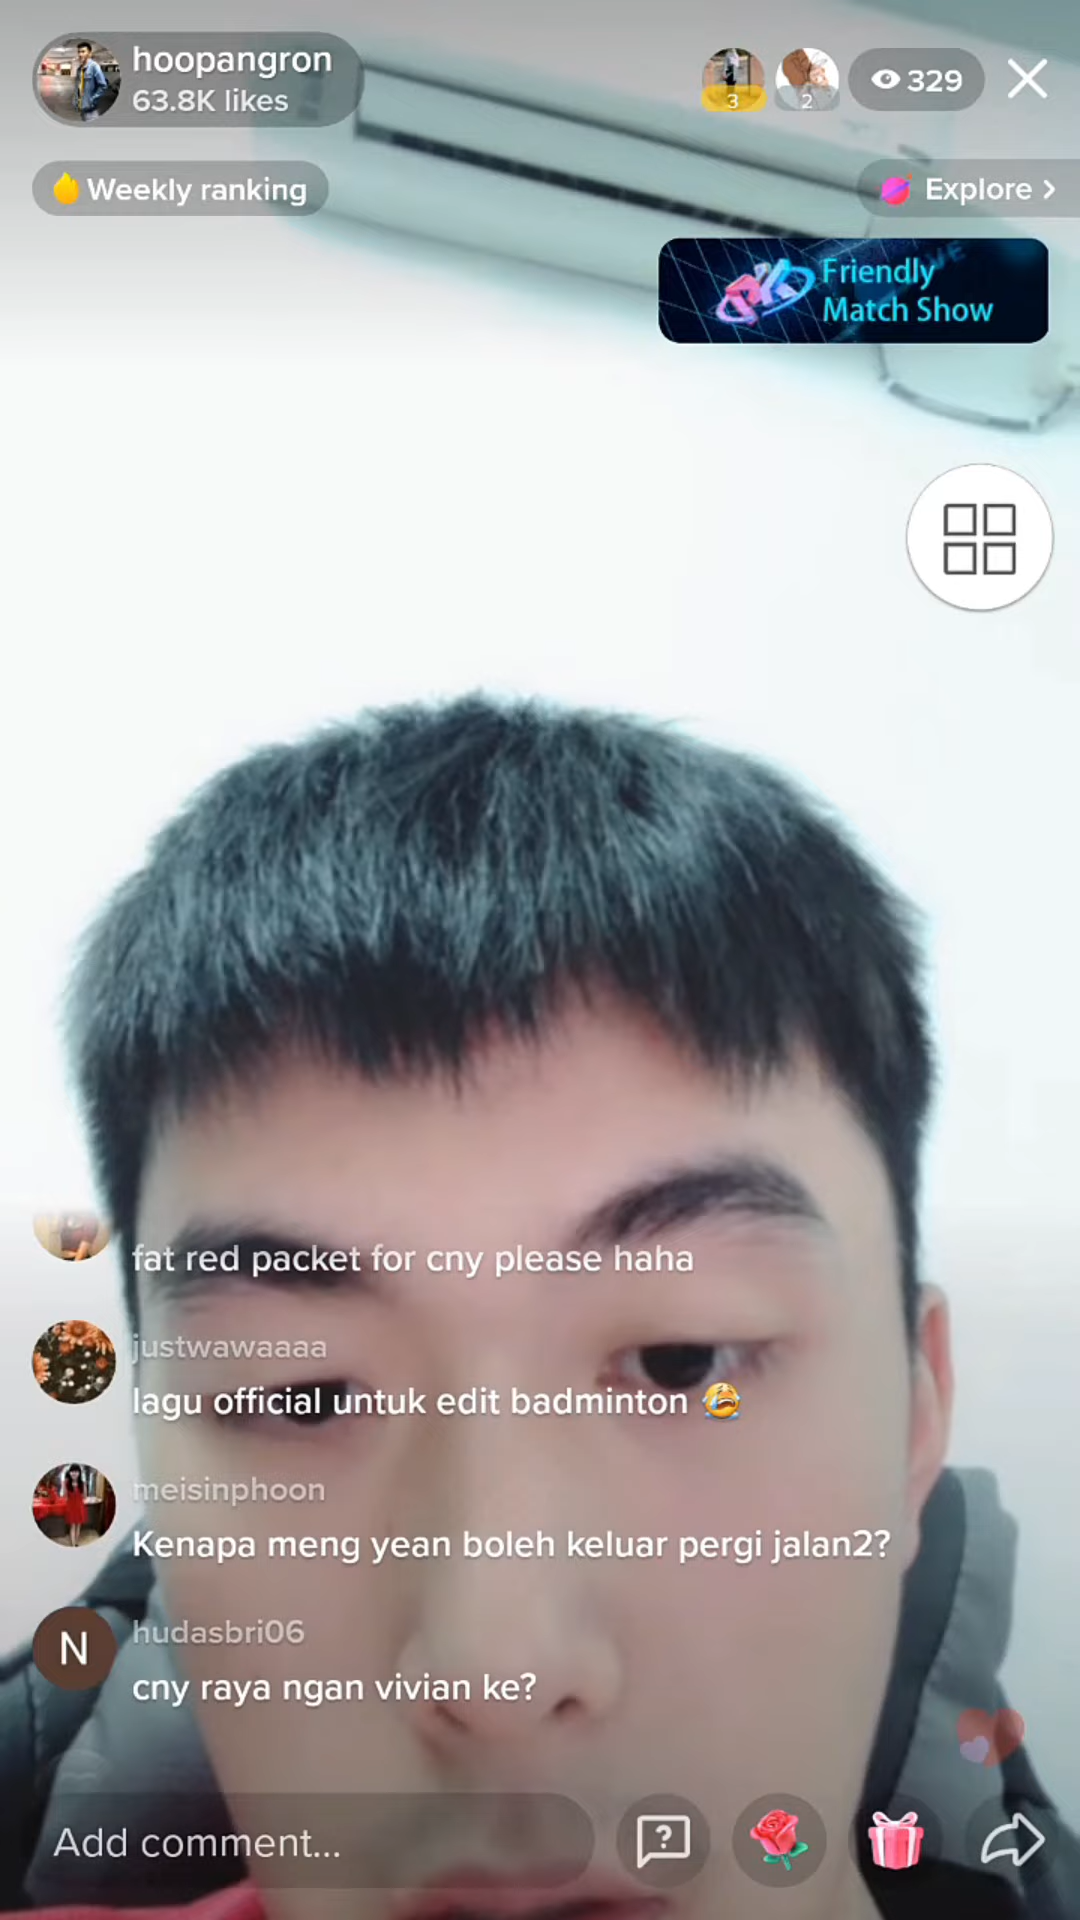 hoopangron
63.8K likes
3
2
329
Weekly ranking
Explore
Friendly
Match Show
fat red packet for cny please haha
justwawaaaa
lagu official untuk edit badminton 😭
meisinphoon
Kenapa meng yean boleh keluar pergi jalan2?
N
hudasbri06
cny raya ngan vivian ke?
Add comment...